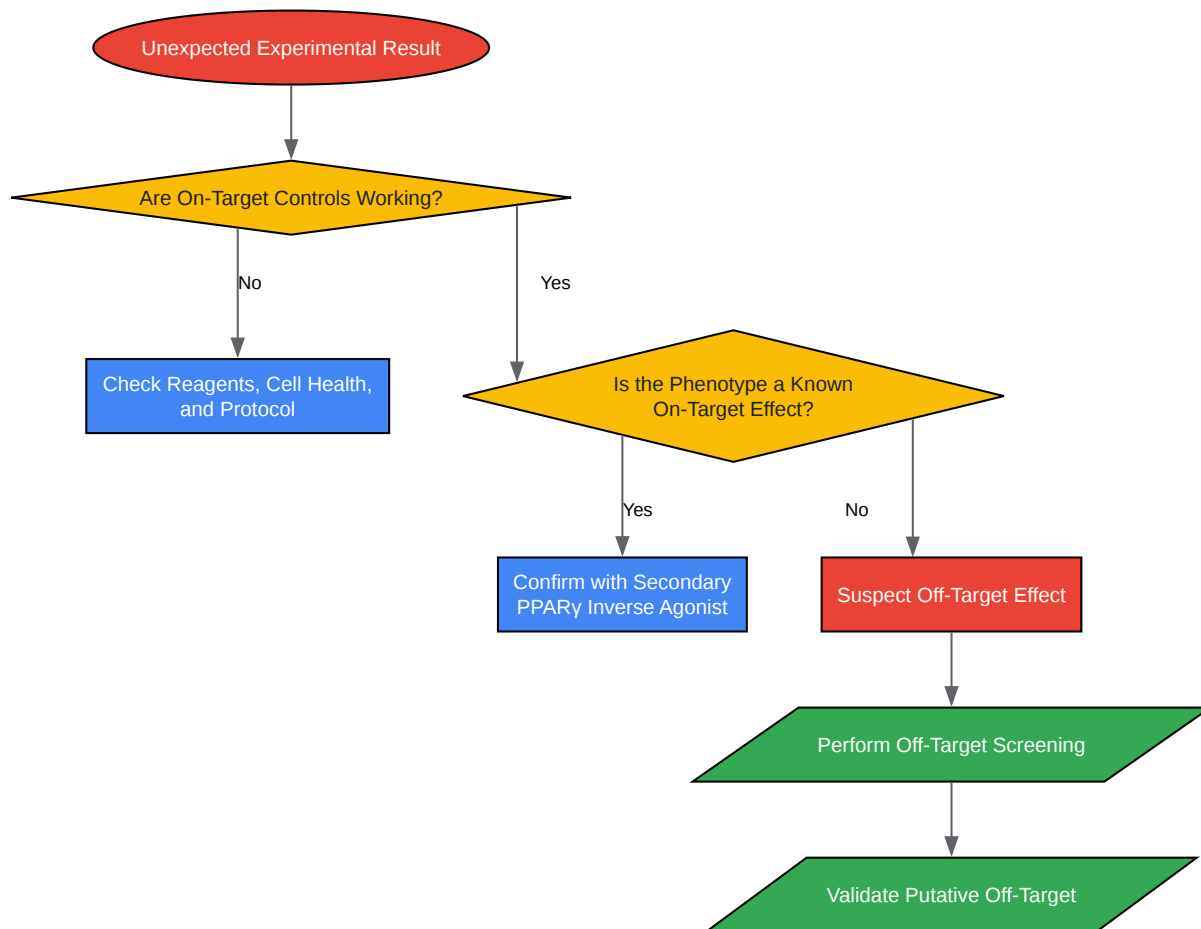 Unexpected Experimental Result
Are On-Target Controls Working?
No
Yes
Check Reagents, Cell Health,
and Protocol
Is the Phenotype a Known
On-Target Effect?
Yes
No
Confirm with Secondary
PPARγ Inverse Agonist
Suspect Off-Target Effect
Perform Off-Target Screening
Validate Putative Off-Target